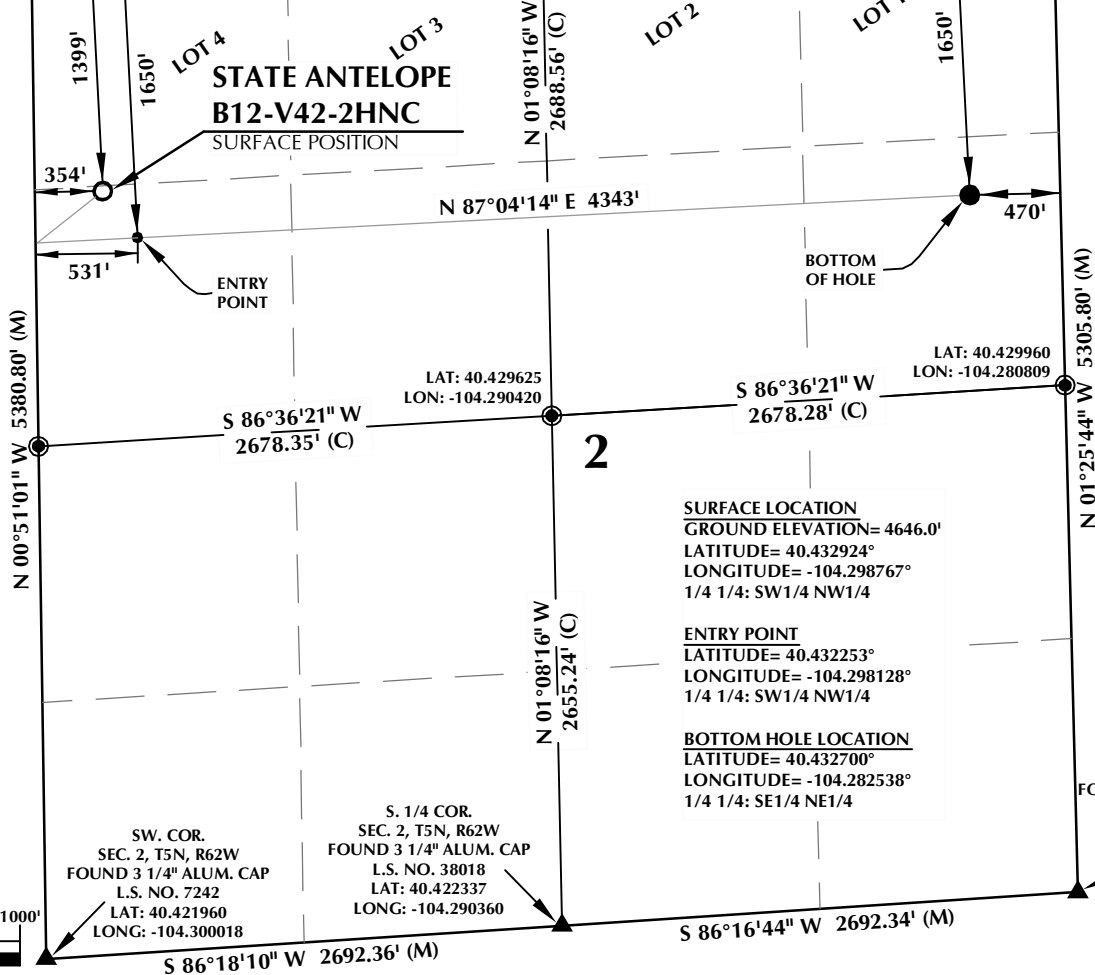 1399'
1650'
LOT 4
LOT 3
LOT 2
N 01°08'16" W
2688.56' (C)
1650'
STATE ANTELOPE
B12-V42-2HNC
SURFACE POSITION
354'
N 87°04'14" E 4343'
470'
531'
ENTRY
POINT
BOTTOM
OF HOLE
N 00°51'01" W 5380.80' (M)
N 01°25'44" W 5305.80' (M)
LAT: 40.429625
LON: -104.290420
LAT: 40.429960
LON: -104.280809
S 86°36'21" W
2678.35' (C)
S 86°36'21" W
2678.28' (C)
2
SURFACE LOCATION
GROUND ELEVATION= 4646.0'
LATITUDE= 40.432924°
LONGITUDE= -104.298767°
1/4 1/4: SW1/4 NW1/4
ENTRY POINT
LATITUDE= 40.432253°
LONGITUDE= -104.298128°
1/4 1/4: SW1/4 NW1/4
BOTTOM HOLE LOCATION
LATITUDE= 40.432700°
LONGITUDE= -104.282538°
1/4 1/4: SE1/4 NE1/4
N 01°08'16" W
2655.24' (C)
SW. COR.
SEC. 2, T5N, R62W
FOUND 3 1/4" ALUM. CAP
L.S. NO. 7242
LAT: 40.421960
LONG: -104.300018
S. 1/4 COR.
SEC. 2, T5N, R62W
FOUND 3 1/4" ALUM. CAP
L.S. NO. 38018
LAT: 40.422337
LONG: -104.290360
1000'
S 86°18'10" W 2692.36' (M)
S 86°16'44" W 2692.34' (M)